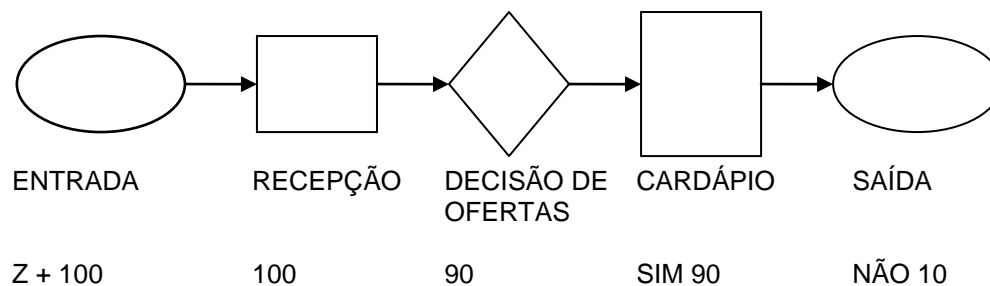 ENTRADA RECEPÇÃO DECISÃO DE CARDÁPIO SAÍDA
OFERTAS
Z + 100 100 90 SIM 90 NÃO 10